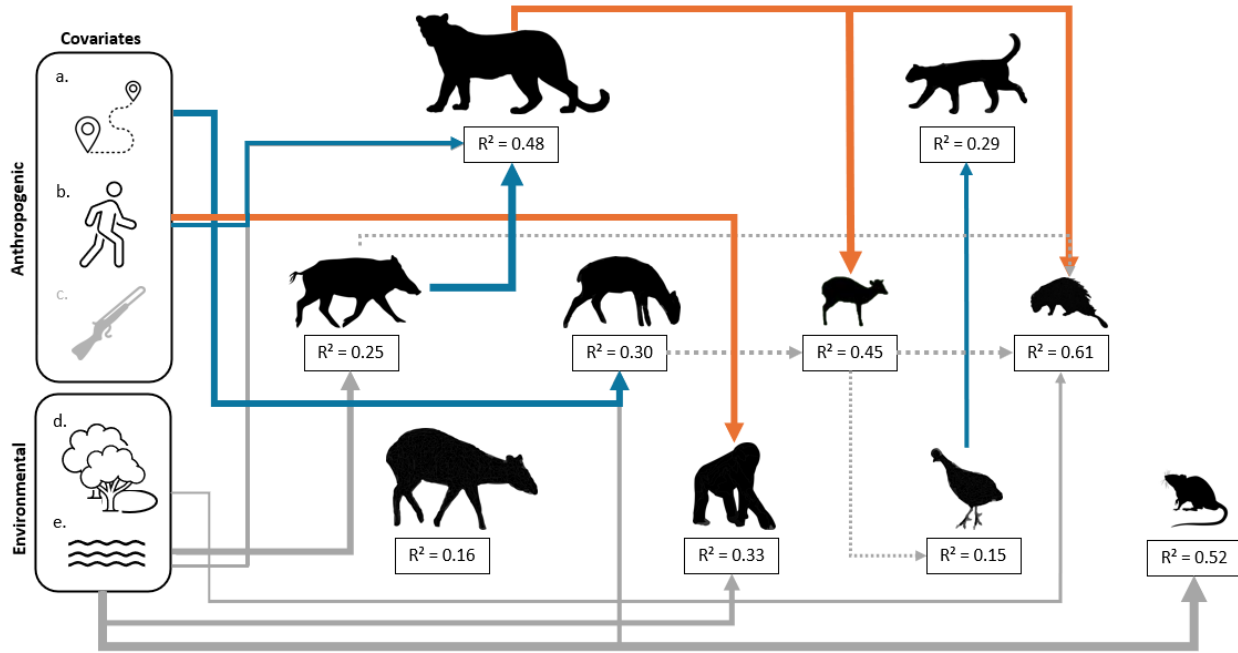 Covariates
Anthropogenic
a.
b.
c.
Environmental
d.
e.
R² = 0.48
R² = 0.29
R² = 0.25
R² = 0.30
R² = 0.45
R² = 0.61
R² = 0.16
R² = 0.33
R² = 0.15
R² = 0.52